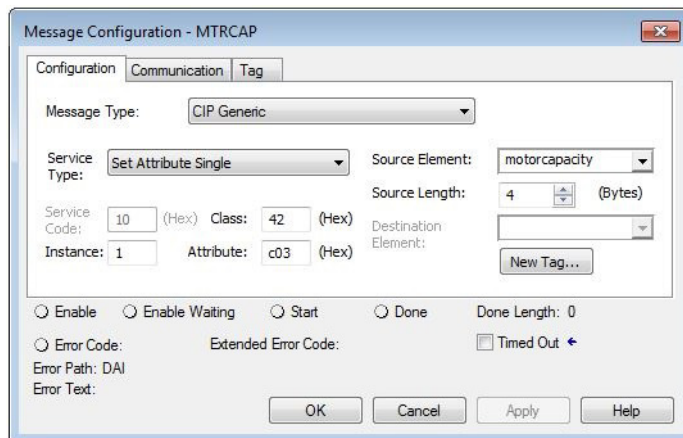 Message Configuration - MTRCAP
Configuration Communication Tag
Message Type: CIP Generic
Service Type: Set Attribute Single Source Element: motorcapacity
Source Length: 4 (Bytes)
Service Code: 10 (Hex) Class: 42 (Hex) Destination Element:
Instance: 1 Attribute: c03 (Hex) New Tag...
Enable Enable Waiting Start Done Done Length: 0
Error Code: Extended Error Code: Timed Out ←
Error Path: DAI
Error Text:
OK Cancel Apply Help